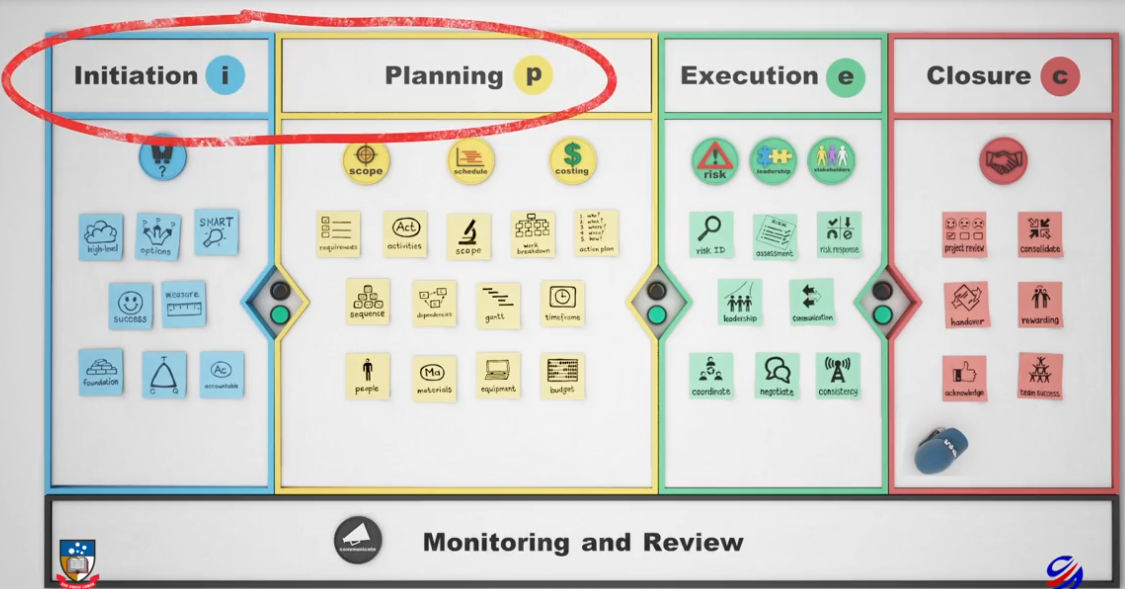 Initiation i
Planning p
Execution e
Closure c
?
scope
schedule
$
costing
risk
leadership
stakeholders
high-level
options
SMART
success
measure
foundation
C Q
Ac
accountable
requirements
Act
activities
scope
work
breakdown
1. who?
2. what?
3. where?
4. when?
5. how?
action plan
sequence
dependencies
gantt
timeframe
people
Ma
materials
equipment
budget
risk ID
assessment
risk response
leadership
communication
coordinate
negotiate
consistency
project review
consolidate
handover
rewarding
acknowledge
team success
communicate
Monitoring and Review